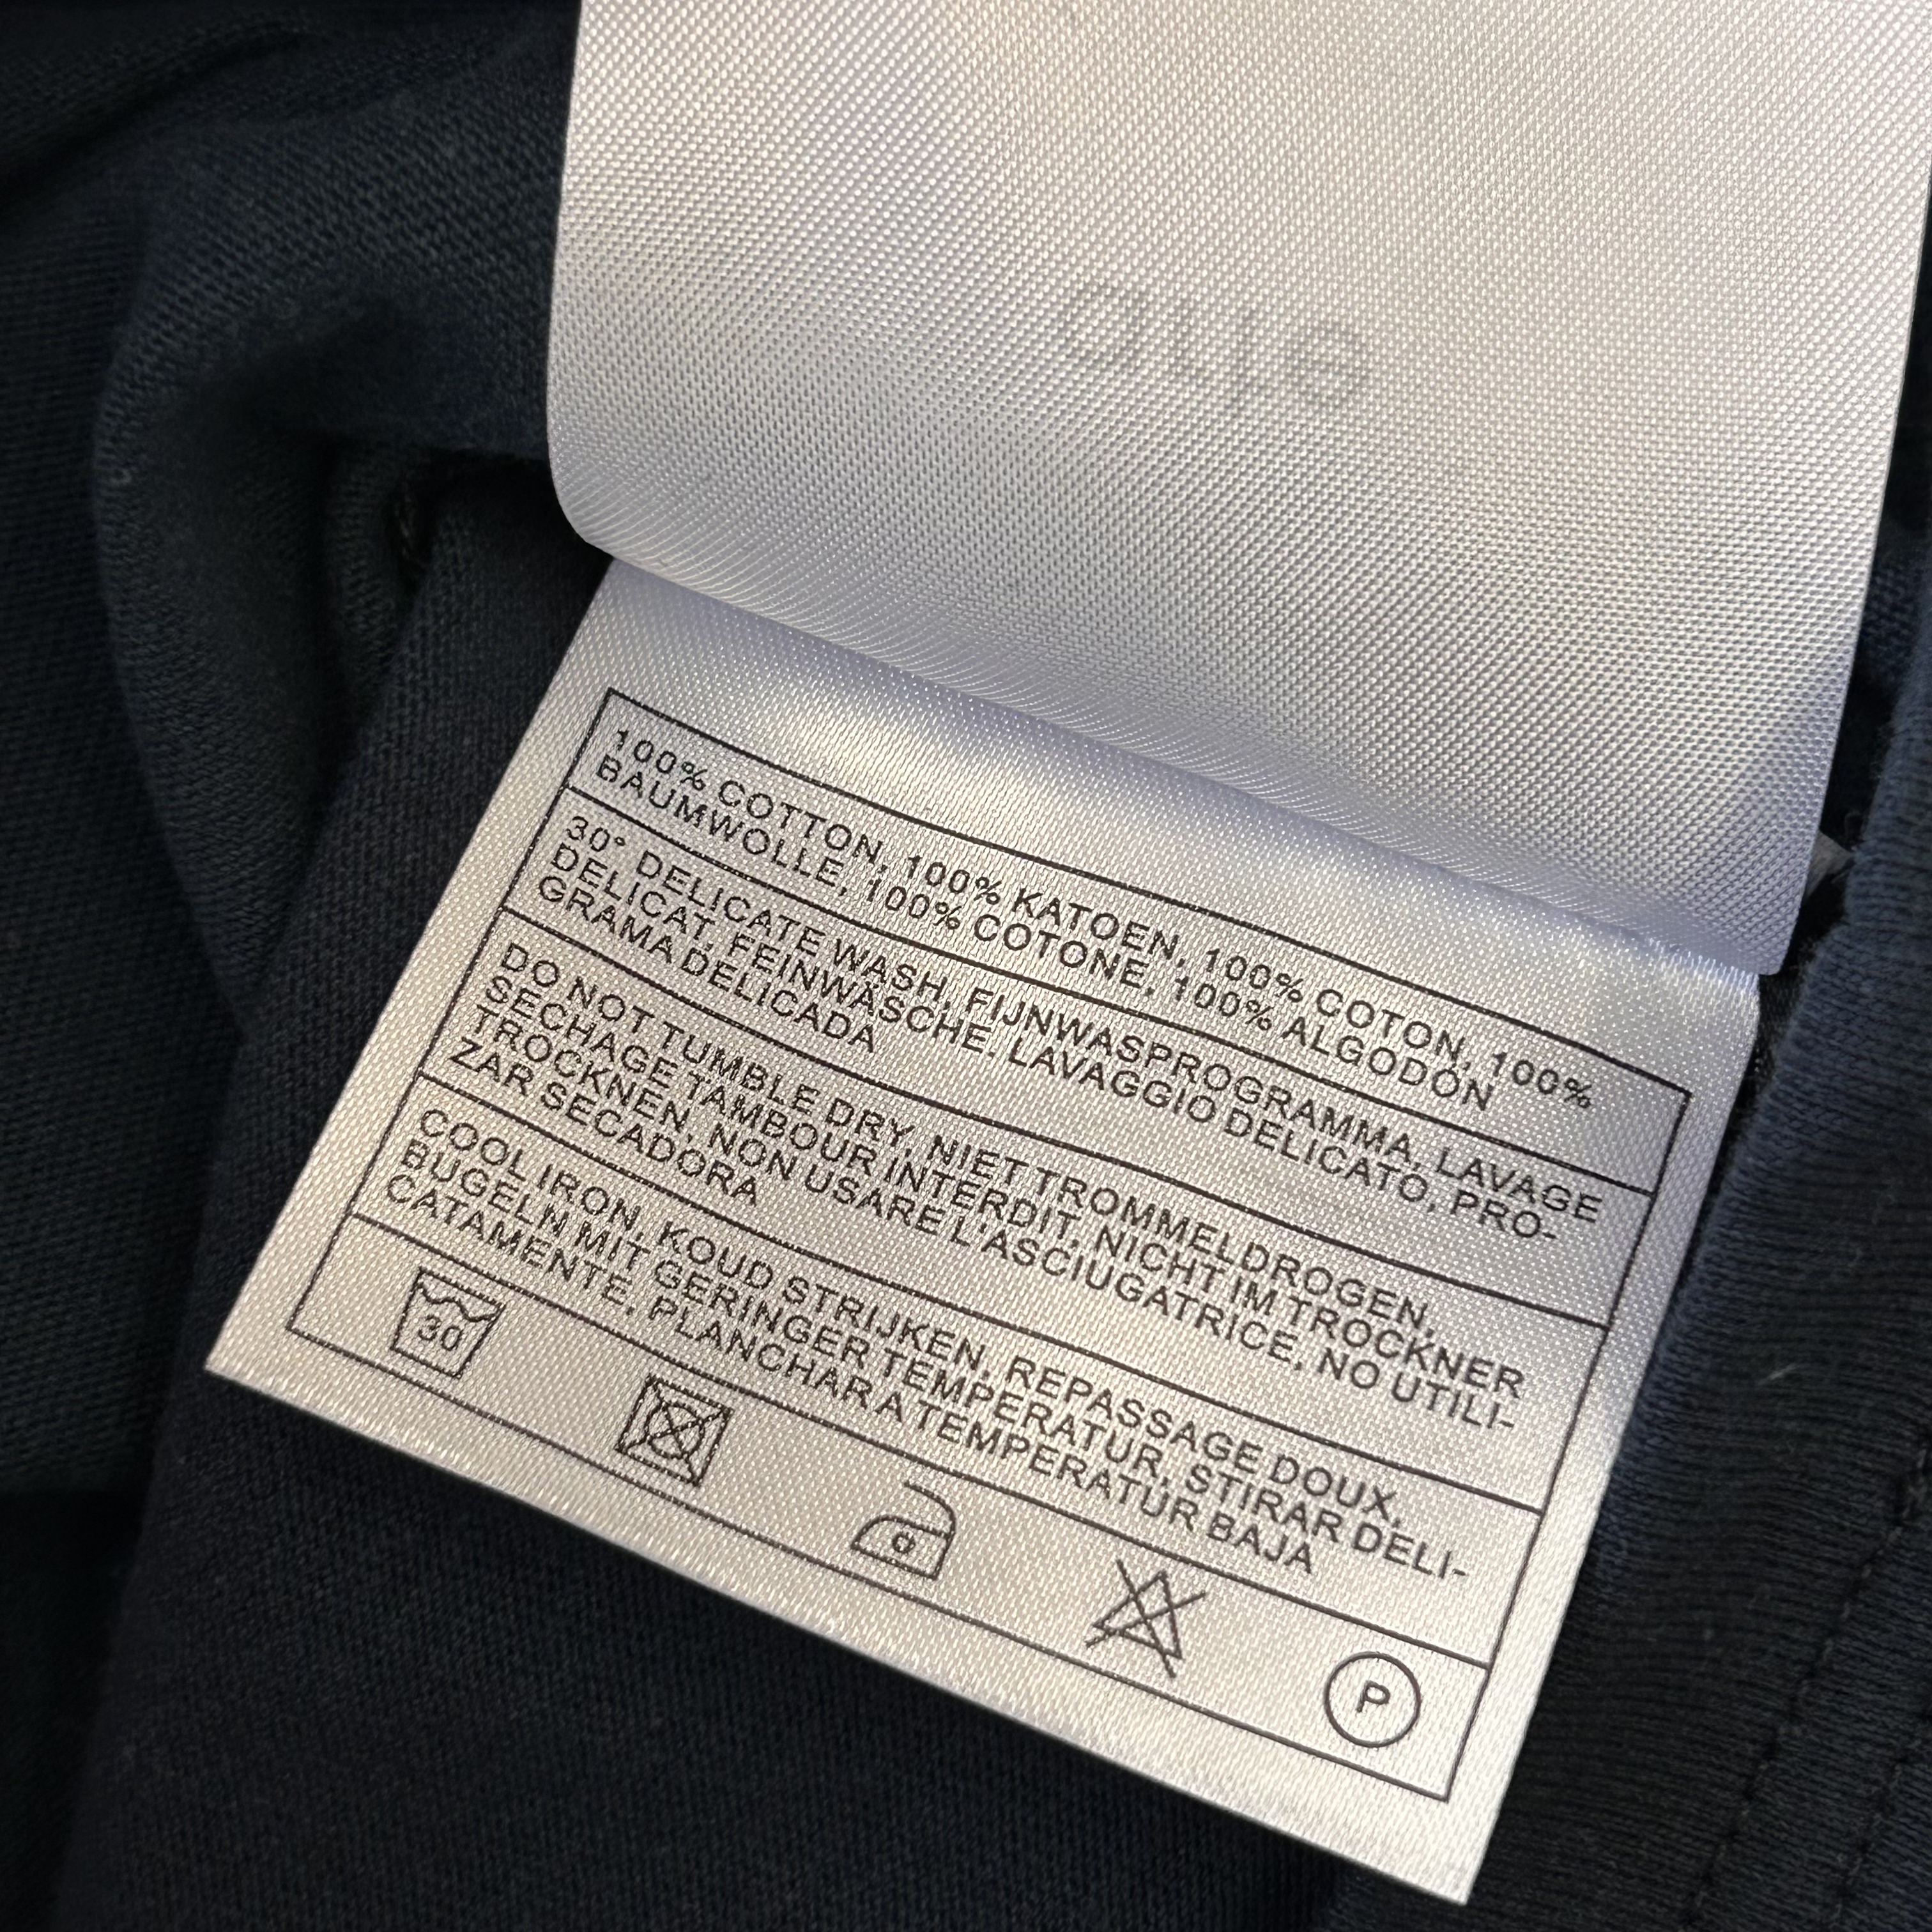 100% COTTON, 100% KATOEN, 100% COTON, 100%
BAUMWOLLE, 100% COTONE, 100% ALGODÓN
30° DELICATE WASH, FIJNWASPROGRAMMA, LAVAGE
DELICAT, FEINWÄSCHE. LAVAGGIO DELICATO, PRO-
GRAMA DELICADA
DO NOT TUMBLE DRY, NIET TROMMELDROGEN,
SECHAGE TAMBOUR INTERDIT, NICHT IM TROCKNER
TROCKNEN, NON USARE L'ASCIUGATRICE, NO UTILI-
ZAR SECADORA
COOL IRON, KOUD STRIJKEN, REPASSAGE DOUX,
BUGELN MIT GERINGER TEMPERATUR, STIRAR DELI-
CATAMENTE, PLANCHAR A TEMPERATUR BAJA
30
P